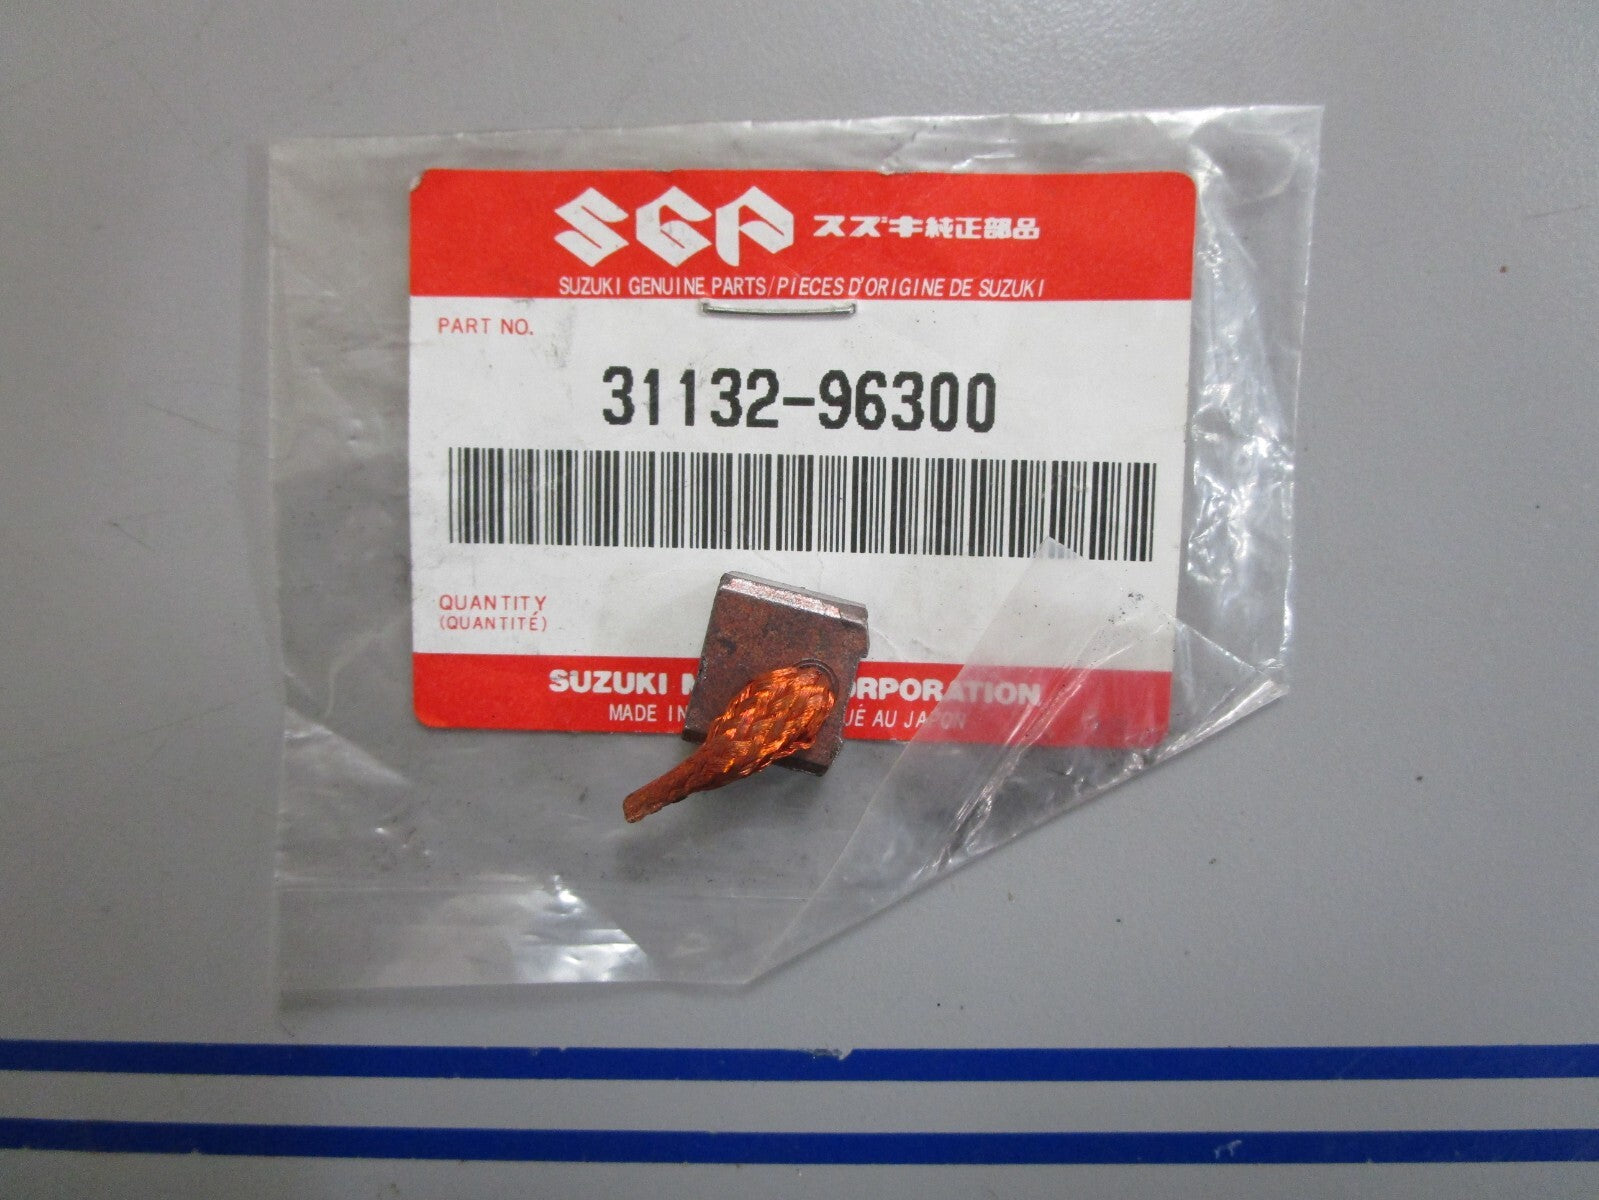 SGP スズキ純正部品
SUZUKI GENUINE PARTS/PIECES D'ORIGINE DE SUZUKI
PART NO.
31132-96300
QUANTITY
(QUANTITÉ)
SUZUKI ORPORATION
MADE IN UÉ AU JAPON